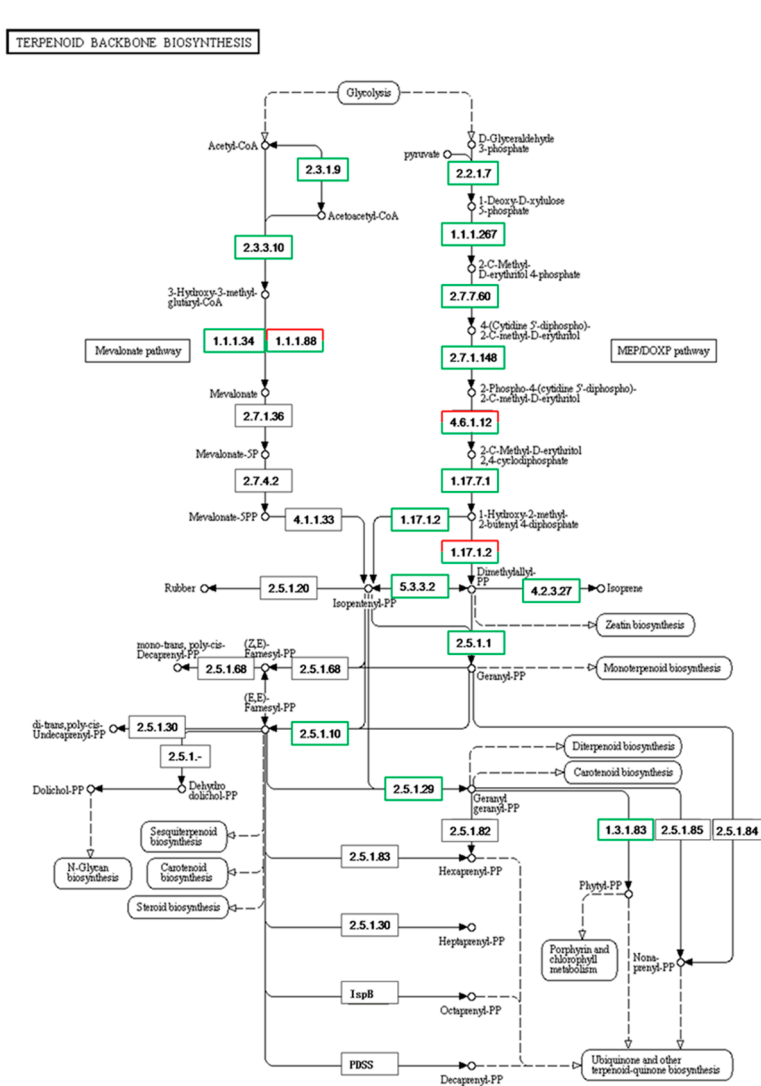 TERPENOID BACKBONE BIOSYNTHESIS
Glycolysis
Acetyl-CoA
D-Glyceraldehyde
3-phosphate
pyruvate
2.3.1.9
2.2.1.7
Acetoacetyl-CoA
1-Deoxy-D-xylulose
5-phosphate
2.3.3.10
1.1.1.267
2-C-Methyl-
D-erythritol 4-phosphate
3-Hydroxy-3-methyl-
glutaryl-CoA
2.7.7.60
4-(Cytidine 5'-diphospho)-
2-C-methyl-D-erythritol
Mevalonate pathway
1.1.1.34
1.1.1.88
2.7.1.148
MEP/DOXP pathway
Mevalonate
2-Phospho-4-(cytidine 5'-diphospho)-
2-C-methyl-D-erythritol
2.7.1.36
4.6.1.12
Mevalonate-5P
2-C-Methyl-D-erythritol
2,4-cyclodiphosphate
2.7.4.2
1.17.7.1
Mevalonate-5PP
4.1.1.33
1.17.1.2
1-Hydroxy-2-methyl-
2-butenyl 4-diphosphate
1.17.1.2
Dimethylallyl-
PP
Rubber
2.5.1.20
Isopentenyl-PP
5.3.3.2
4.2.3.27
Isoprene
Zeatin biosynthesis
2.5.1.1
mono-trans, poly-cis-
Decaprenyl-PP
2.5.1.68
(Z,E)-
Farnesyl-PP
2.5.1.68
Geranyl-PP
Monoterpenoid biosynthesis
(E,E)-
Farnesyl-PP
di-trans,poly-cis-
Undecaprenyl-PP
2.5.1.30
2.5.1.10
2.5.1.-
Diterpenoid biosynthesis
Carotenoid biosynthesis
Dolichol-PP
Dehydro
dolichol-PP
2.5.1.29
Geranyl
geranyl-PP
Sesquiterpenoid
biosynthesis
2.5.1.82
1.3.1.83
2.5.1.85
2.5.1.84
N-Glycan
biosynthesis
Carotenoid
biosynthesis
2.5.1.83
Hexaprenyl-PP
Steroid biosynthesis
Phytyl-PP
2.5.1.30
Heptaprenyl-PP
Porphyrin and
chlorophyll
metabolism
Nona-
prenyl-PP
IspB
Octaprenyl-PP
PDSS
Decaprenyl-PP
Ubiquinone and other
terpenoid-quinone biosynthesis